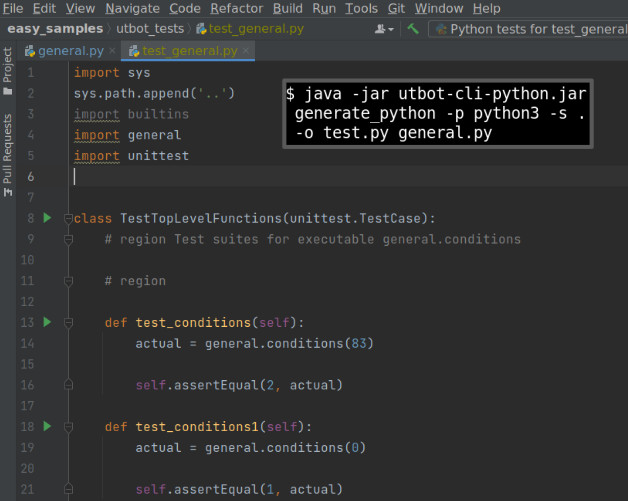 File Edit View Navigate Code Refactor Build Run Tools Git Window Help
easy_samples utbot_tests test_general.py Python tests for test_general
general.py test_general.py
Project
Pull Requests
1 import sys
2 sys.path.append('..')
3 import builtins
4 import general
5 import unittest
6
7
8 class TestTopLevelFunctions(unittest.TestCase):
9 # region Test suites for executable general.conditions
10
11 # region
12
13 def test_conditions(self):
14 actual = general.conditions(83)
15
16 self.assertEqual(2, actual)
17
18 def test_conditions1(self):
19 actual = general.conditions(0)
20
21 self.assertEqual(1, actual)
$ java -jar utbot-cli-python.jar
generate_python -p python3 -s .
-o test.py general.py